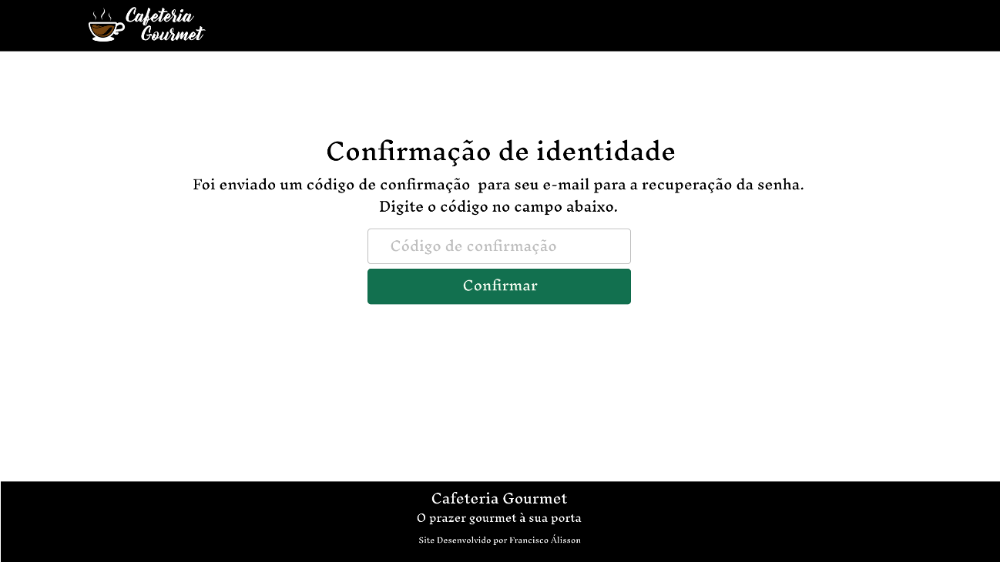 Cafeteria
Gourmet
Confirmação de identidade
Foi enviado um código de confirmação para seu e-mail para a recuperação da senha.
Digite o código no campo abaixo.
Código de confirmação
Confirmar
Cafeteria Gourmet
O prazer gourmet à sua porta
Site Desenvolvido por Francisco Álisson